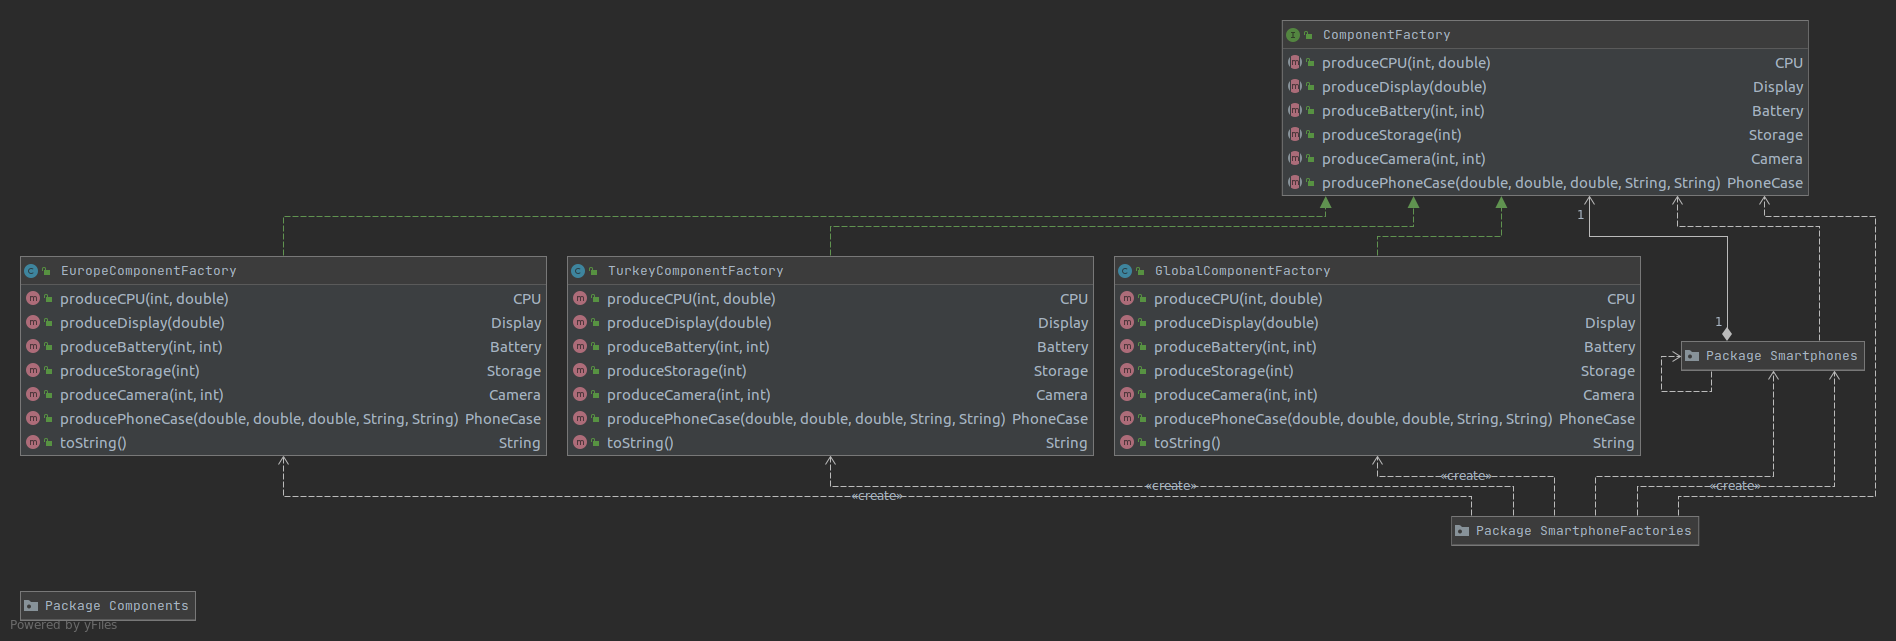 ComponentFactory
produceCPU(int, double) CPU
produceDisplay(double) Display
produceBattery(int, int) Battery
produceStorage(int) Storage
produceCamera(int, int) Camera
producePhoneCase(double, double, double, String, String) PhoneCase
1
EuropeComponentFactory
produceCPU(int, double) CPU
produceDisplay(double) Display
produceBattery(int, int) Battery
produceStorage(int) Storage
produceCamera(int, int) Camera
producePhoneCase(double, double, double, String, String) PhoneCase
toString() String
TurkeyComponentFactory
produceCPU(int, double) CPU
produceDisplay(double) Display
produceBattery(int, int) Battery
produceStorage(int) Storage
produceCamera(int, int) Camera
producePhoneCase(double, double, double, String, String) PhoneCase
toString() String
GlobalComponentFactory
produceCPU(int, double) CPU
produceDisplay(double) Display
produceBattery(int, int) Battery
produceStorage(int) Storage
produceCamera(int, int) Camera
producePhoneCase(double, double, double, String, String) PhoneCase
toString() String
1
Package Smartphones
«create»
«create»
«create»
«create»
Package SmartphoneFactories
Package Components
Powered by yFiles